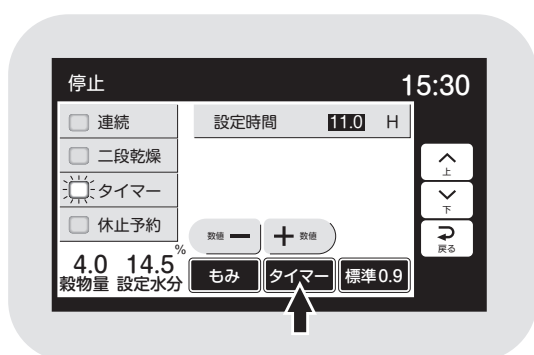 停止 15:30
連続
設定時間 11.0 H
二段乾燥
タイマー
休止予約
上
下
戻る
数値 − + 数値
4.0 14.5%
穀物量 設定水分
もみ タイマー 標準0.9